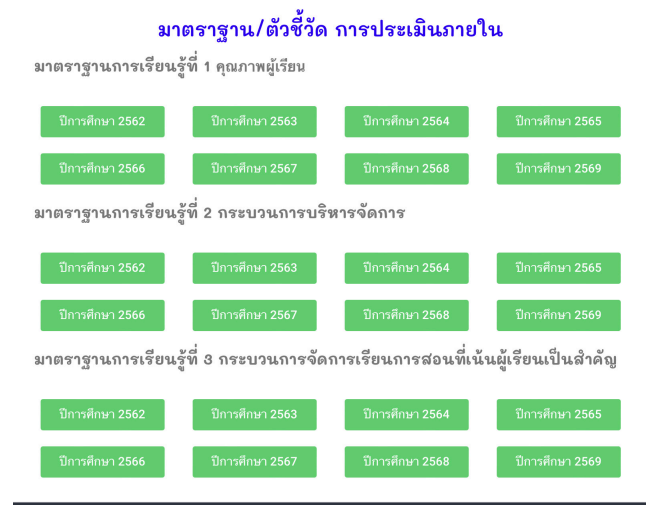 มาตราฐาน/ตัวชี้วัด การประเมินภายใน
มาตราฐานการเรียนรู้ที่ 1 คุณภาพผู้เรียน
ปีการศึกษา 2562 ปีการศึกษา 2563 ปีการศึกษา 2564 ปีการศึกษา 2565
ปีการศึกษา 2566 ปีการศึกษา 2567 ปีการศึกษา 2568 ปีการศึกษา 2569
มาตราฐานการเรียนรู้ที่ 2 กระบวนการบริหารจัดการ
ปีการศึกษา 2562 ปีการศึกษา 2563 ปีการศึกษา 2564 ปีการศึกษา 2565
ปีการศึกษา 2566 ปีการศึกษา 2567 ปีการศึกษา 2568 ปีการศึกษา 2569
มาตราฐานการเรียนรู้ที่ 3 กระบวนการจัดการเรียนการสอนที่เน้นผู้เรียนเป็นสำคัญ
ปีการศึกษา 2562 ปีการศึกษา 2563 ปีการศึกษา 2564 ปีการศึกษา 2565
ปีการศึกษา 2566 ปีการศึกษา 2567 ปีการศึกษา 2568 ปีการศึกษา 2569